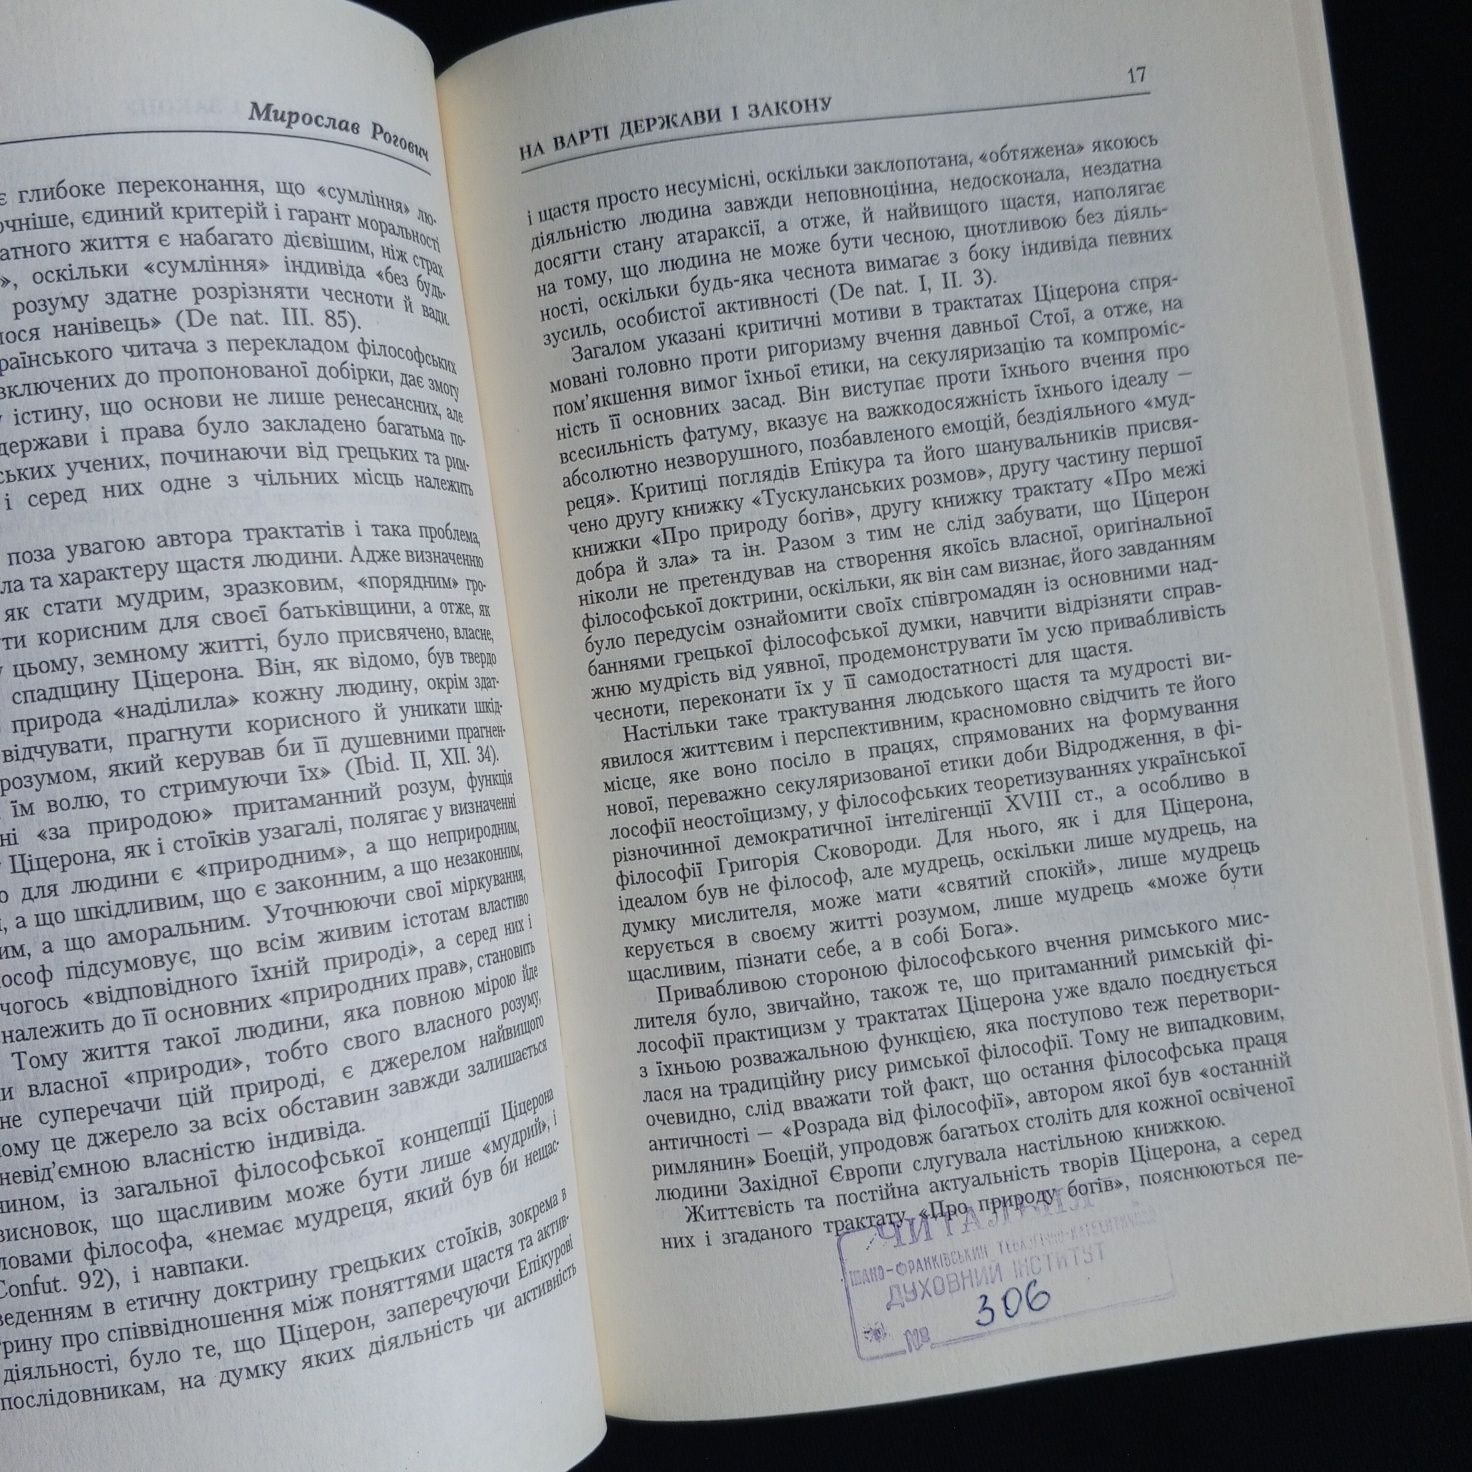 Мирослав Рогович
є глибоке переконання, що «сумління» лю-
очніше, єдиний критерій і гарант моральності
атного життя є набагато дієвішим, ніж страх
», оскільки «сумління» індивіда «без будь-
розуму здатне розрізняти чесноти й вади.
лося нанівець» (De nat. III. 85).
раїнського читача з перекладом філософських
включених до пропонованої добірки, дає змогу
у істину, що основи не лише ренесансних, але
держави і права було закладено багатьма по-
ських учених, починаючи від грецьких та рим-
і серед них одне з чільних місць належить
поза увагою автора трактатів і така проблема,
ла та характеру щастя людини. Адже визначенню
як стати мудрим, зразковим, «порядним» гро-
ути корисним для своєї батьківщини, а отже, як
у цьому, земному житті, було присвячено, власне,
спадщину Ціцерона. Він, як відомо, був твердо
о природа «наділила» кожну людину, окрім здат-
відчувати, прагнути корисного й уникати шкід-
розумом, який керував би її душевними прагнен-
їм волю, то стримуючи їх» (Ibid. II, XII. 34).
ні «за природою» притаманний розум, функція
у Ціцерона, як і стоїків узагалі, полягає у визначенні
о для людини є «природним», а що неприродним,
, а що шкідливим, що є законним, а що незаконним,
им, а що аморальним. Уточнюючи свої міркування,
лософ підсумовує, що всім живим істотам властиво
чогось «відповідного їхній природі», а серед них і
належить до її основних «природних прав», становить
Тому життя такої людини, яка повною мірою йде
и власної «природи», тобто свого власного розуму,
не суперечачи цій природі, є джерелом найвищого
ому це джерело за всіх обставин завжди залишається
невід’ємною власністю індивіда.
чином, із загальної філософської концепції Ціцерона
висновок, що щасливим може бути лише «мудрий», і
ловами філософа, «немає мудреця, який був би нещас-
Confut. 92), і навпаки.
веденням в етичну доктрину грецьких стоїків, зокрема в
трину про співвідношення між поняттями щастя та актив-
діяльності, було те, що Ціцерон, заперечуючи Епікурові
послідовникам, на думку яких діяльність чи активність
НА ВАРТІ ДЕРЖАВИ І ЗАКОНУ 17
і щастя просто несумісні, оскільки заклопотана, «обтяжена» якоюсь
діяльністю людина завжди неповноцінна, недосконала, нездатна
досягти стану атараксії, а отже, й найвищого щастя, наполягає
на тому, що людина не може бути чесною, цнотливою без діяль-
ності, оскільки будь-яка чеснота вимагає з боку індивіда певних
зусиль, особистої активності (De nat. I, II. 3).
Загалом указані критичні мотиви в трактатах Ціцерона спря-
мовані головно проти ригоризму вчення давньої Стої, а отже, на
пом’якшення вимог їхньої етики, на секуляризацію та компроміс-
ність її основних засад. Він виступає проти їхнього вчення про
всесильність фатуму, вказує на важкодосяжність їхнього ідеалу —
абсолютно незворушного, позбавленого емоцій, бездіяльного «муд-
реця». Критиці поглядів Епікура та його шанувальників присвя-
чено другу книжку «Тускуланських розмов», другу частину першої
книжки «Про природу богів», другу книжку трактату «Про межі
добра й зла» та ін. Разом з тим не слід забувати, що Ціцерон
ніколи не претендував на створення якоїсь власної, оригінальної
філософської доктрини, оскільки, як він сам визнає, його завданням
було передусім ознайомити своїх співгромадян із основними над-
баннями грецької філософської думки, навчити відрізняти справ-
жню мудрість від уявної, продемонструвати їм усю привабливість
чесноти, переконати їх у її самодостатності для щастя.
Настільки таке трактування людського щастя та мудрості ви-
явилося життєвим і перспективним, красномовно свідчить те його
місце, яке воно посіло в працях, спрямованих на формування
нової, переважно секуляризованої етики доби Відродження, в фі-
лософії неостоїцизму, у філософських теоретизуваннях української
різночинної демократичної інтелігенції XVIII ст., а особливо в
філософії Григорія Сковороди. Для нього, як і для Ціцерона,
ідеалом був не філософ, але мудрець, оскільки лише мудрець, на
думку мислителя, може мати «святий спокій», лише мудрець
керується в своєму житті розумом, лише мудрець «може бути
щасливим, пізнати себе, а в собі Бога».
Привабливою стороною філософського вчення римського мис-
лителя було, звичайно, також те, що притаманний римській фі-
лософії практицизм у трактатах Ціцерона уже вдало поєднується
з їхньою розважальною функцією, яка поступово теж перетвори-
лася на традиційну рису римської філософії. Тому не випадковим,
очевидно, слід вважати той факт, що остання філософська праця
античності — «Розрада від філософії», автором якої був «останній
римлянин» Боецій, упродовж багатьох століть для кожної освіченої
людини Західної Європи слугувала настільною книжкою.
Життєвість та постійна актуальність творів Ціцерона, а серед
них і згаданого трактату «Про природу богів», пояснюються пе-
ЧИТАЛЬНЯ
ІВАНО-ФРАНКІВСЬКИЙ ТЕОЛОГІЧНО-КАТЕХИТИЧНИЙ
ДУХОВНИЙ ІНСТИТУТ
№ 306